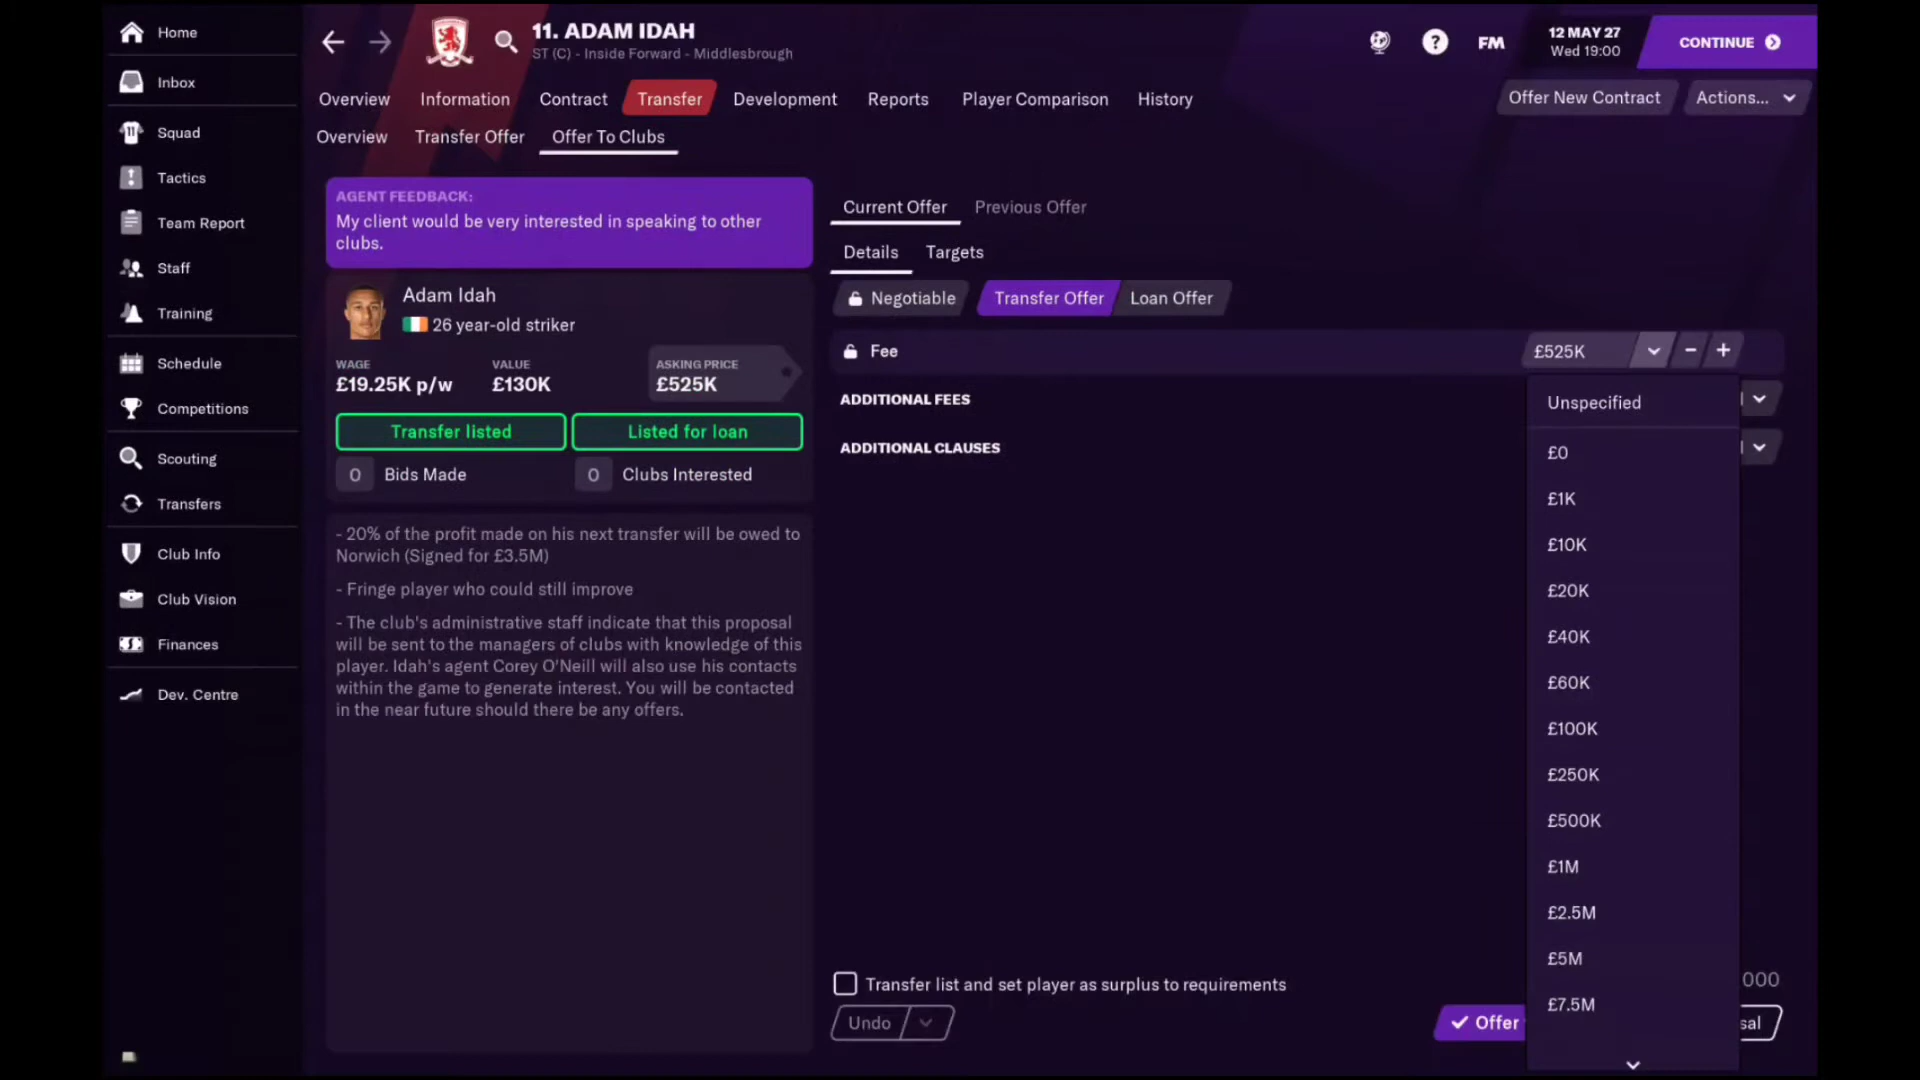 Home
Inbox
Squad
Tactics
Team Report
Staff
Training
Schedule
Competitions
Scouting
Transfers
Club Info
Club Vision
Finances
Dev. Centre
11. ADAM IDAH
ST (C) - Inside Forward - Middlesbrough
FM
12 MAY 27
Wed 19:00
CONTINUE
Overview Information Contract Transfer Development Reports Player Comparison History
Offer New Contract Actions...
Overview Transfer Offer Offer To Clubs
AGENT FEEDBACK:
My client would be very interested in speaking to other
clubs.
Adam Idah
26 year-old striker
WAGE VALUE ASKING PRICE
£19.25K p/w £130K £525K
Transfer listed Listed for loan
0 Bids Made 0 Clubs Interested
- 20% of the profit made on his next transfer will be owed to
Norwich (Signed for £3.5M)
- Fringe player who could still improve
- The club's administrative staff indicate that this proposal
will be sent to the managers of clubs with knowledge of this
player. Idah's agent Corey O'Neill will also use his contacts
within the game to generate interest. You will be contacted
in the near future should there be any offers.
Current Offer Previous Offer
Details Targets
Negotiable Transfer Offer Loan Offer
Fee £525K - +
ADDITIONAL FEES
ADDITIONAL CLAUSES
Unspecified
£0
£1K
£10K
£20K
£40K
£60K
£100K
£250K
£500K
£1M
£2.5M
£5M
£7.5M
Transfer list and set player as surplus to requirements
000
Undo
Offer
sal